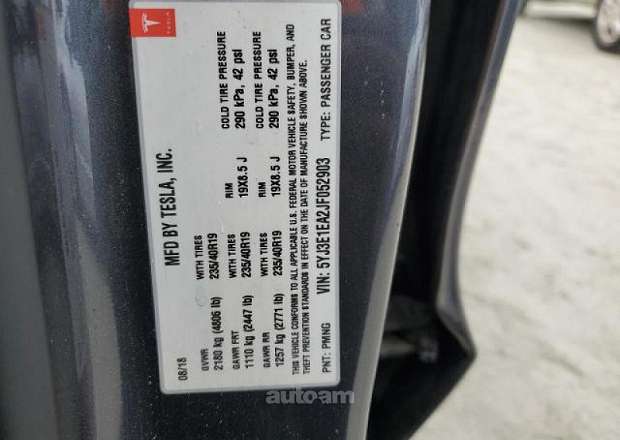 TESLA
MFD BY TESLA, INC.
08/18
GVWR
2180 kg (4806 lb)
WITH TIRES
235/40R19
COLD TIRE PRESSURE
290 kPa, 42 psi
GAWR FRT
1110 kg (2447 lb)
WITH TIRES
235/40R19
RIM
19X8.5 J
COLD TIRE PRESSURE
290 kPa, 42 psi
GAWR RR
1257 kg (2771 lb)
WITH TIRES
235/40R19
RIM
19X8.5 J
THIS VEHICLE CONFORMS TO ALL APPLICABLE U.S. FEDERAL MOTOR VEHICLE SAFETY, BUMPER, AND
THEFT PREVENTION STANDARDS IN EFFECT ON THE DATE OF MANUFACTURE SHOWN ABOVE.
PNT: PMNG VIN: 5YJ3E1EA2JF052903 TYPE: PASSENGER CAR
auto-am